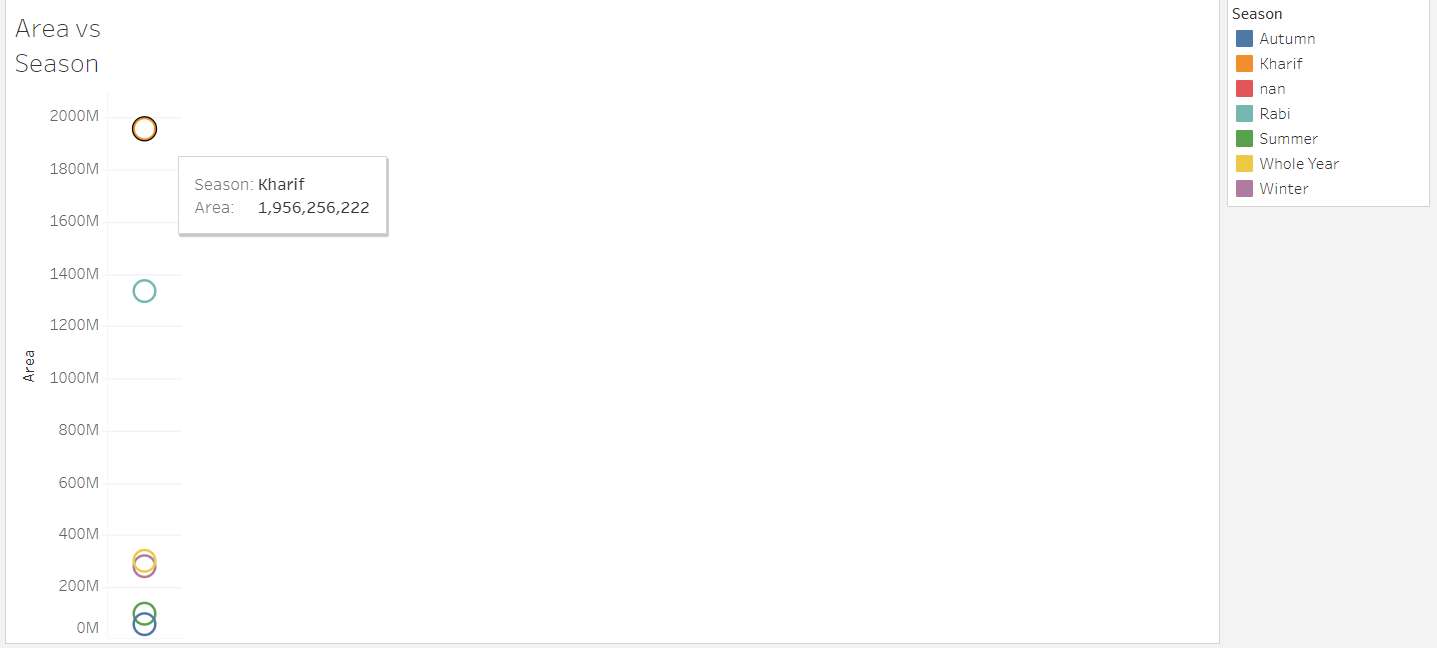 Area vs
Season
2000M
1800M
1600M
1400M
1200M
1000M
800M
600M
400M
200M
0M
Area
Season: Kharif
Area: 1,956,256,222
Season
Autumn
Kharif
nan
Rabi
Summer
Whole Year
Winter